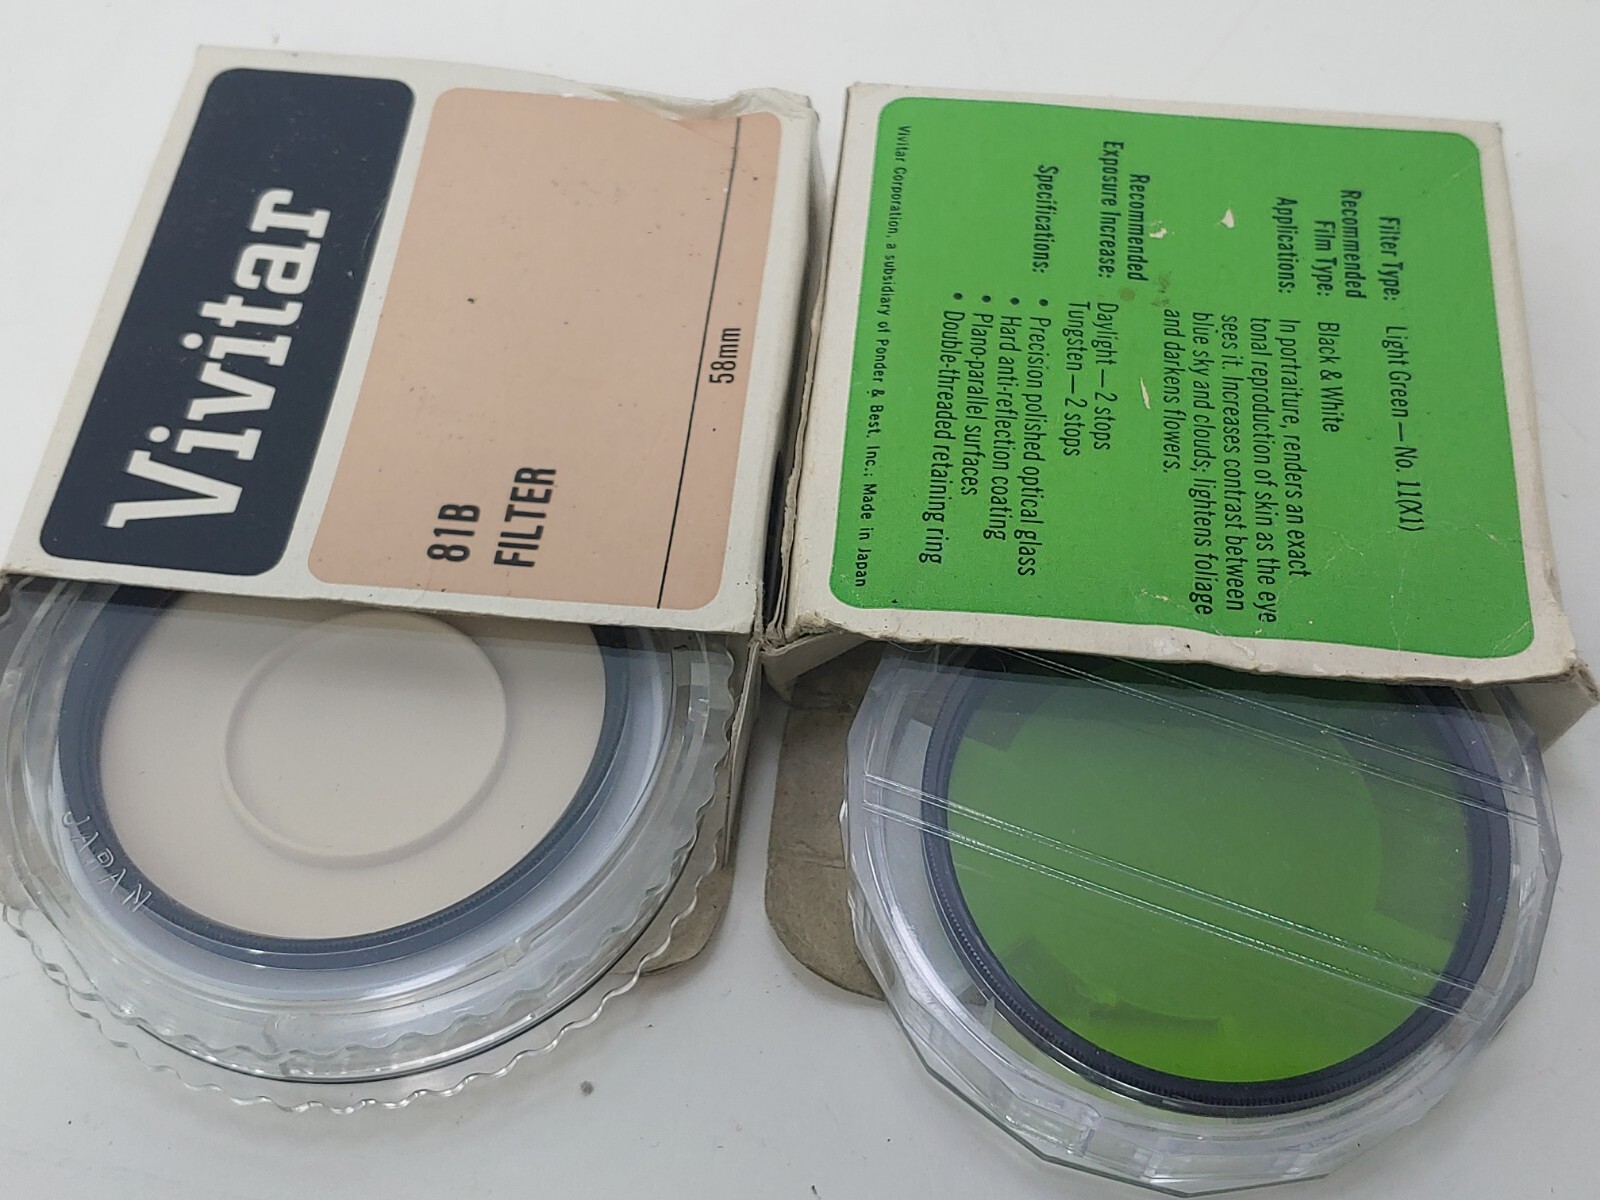 Vivitar
81B
FILTER
58mm
JAPAN
Filter Type: Light Green — No. 11(X1)
Recommended
Film Type: Black & White
Applications: In portraiture, renders an exact
tonal reproduction of skin as the eye
sees it. Increases contrast between
blue sky and clouds; lightens foliage
and darkens flowers.
Recommended
Exposure Increase: Daylight — 2 stops
Tungsten — 2 stops
Specifications: • Precision polished optical glass
• Hard anti-reflection coating
• Plano-parallel surfaces
• Double-threaded retaining ring
Vivitar Corporation, a subsidiary of Ponder & Best, Inc.; Made in Japan